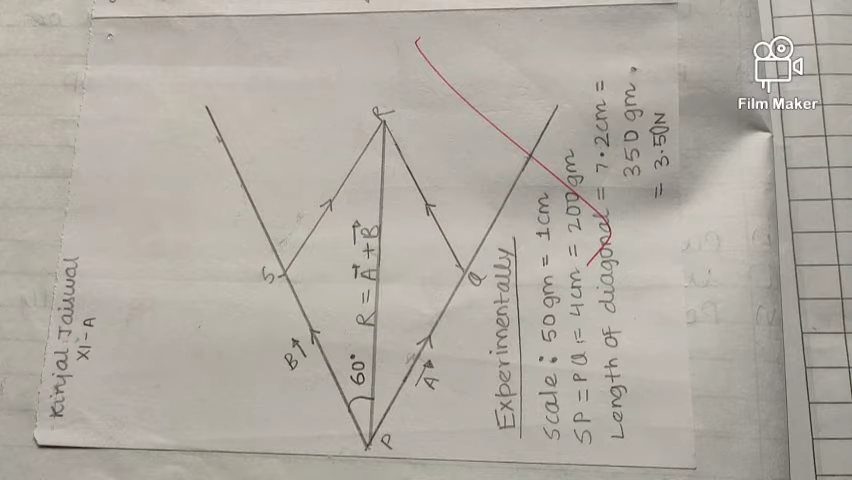 Kinjal Jaiswal
XI-A
S
R
B
60°
R = A + B
A
P
Q
Experimentally
Scale : 50 gm = 1cm
SP = PQ = 4cm = 200gm
Length of diagonal = 7.2cm =
350 gm.
= 3.50N
Film Maker